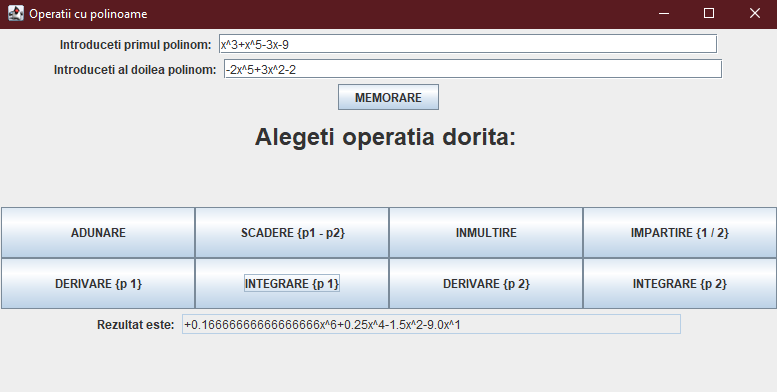 Operatii cu polinoame
Introduceti primul polinom: x^3+x^5-3x-9
Introduceti al doilea polinom: -2x^5+3x^2-2
MEMORARE
Alegeti operatia dorita:
ADUNARE SCADERE {p1 - p2} INMULTIRE IMPARTIRE {1 / 2}
DERIVARE {p 1} INTEGRARE {p 1} DERIVARE {p 2} INTEGRARE {p 2}
Rezultat este: +0.16666666666666666x^6+0.25x^4-1.5x^2-9.0x^1